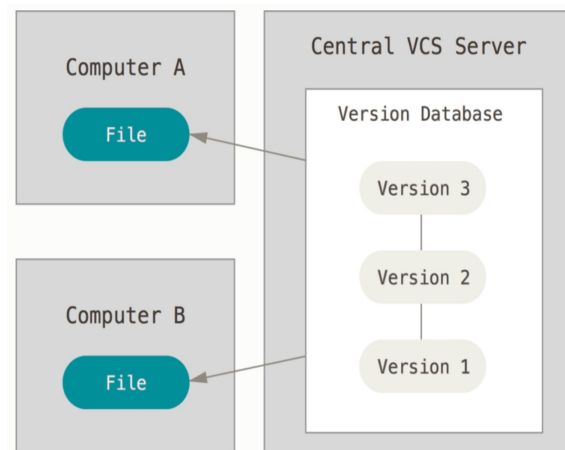 Computer A
File
Computer B
File
Central VCS Server
Version Database
Version 3
Version 2
Version 1